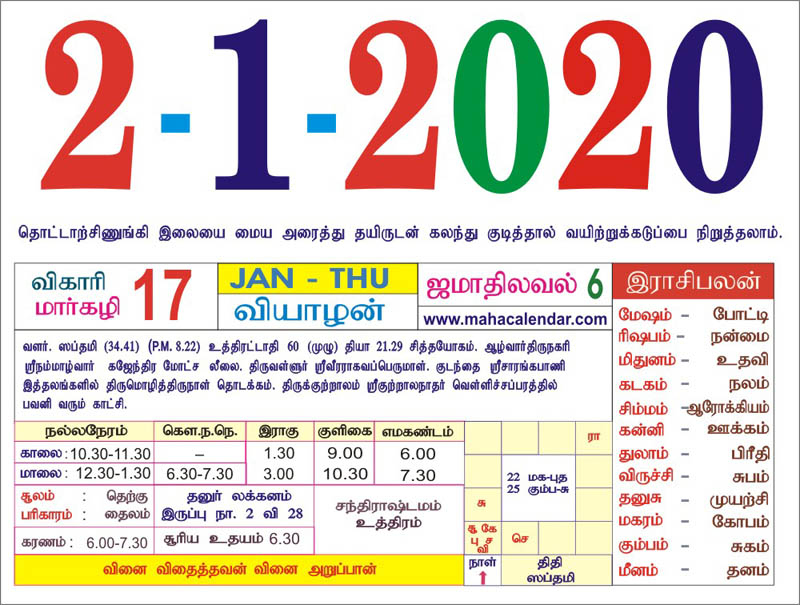 2-1-2020
தொட்டாற்சிணுங்கி இலையை மைய அரைத்து தயிருடன் கலந்து குடித்தால் வயிற்றுக்கடுப்பை நிறுத்தலாம்.
விகாரி
மார்கழி 17
JAN - THU
வியாழன்
ஜமாதிலவல் 6
www.mahacalendar.com
வளர். ஸப்தமி (34.41) (P.M. 8.22) உத்திரட்டாதி 60 (முழு) தியா 21.29 சித்தயோகம். ஆழ்வார்திருநகரி
ஸ்ரீநம்மாழ்வார் கஜேந்திர மோட்ச லீலை. திருவள்ளூர் ஸ்ரீவீரராகவப்பெருமாள். குடந்தை ஸ்ரீசாரங்கபாணி
இத்தலங்களில் திருமொழித்திருநாள் தொடக்கம். திருக்குற்றாலம் ஸ்ரீகுற்றாலநாதர் வெள்ளிச்சப்பரத்தில்
பவனி வரும் காட்சி.
நல்லநேரம் கௌ.ந.நெ. இராகு குளிகை எமகண்டம்
காலை: 10.30-11.30 – 1.30 9.00 6.00
மாலை: 12.30-1.30 6.30-7.30 3.00 10.30 7.30
சூலம் : தெற்கு
பரிகாரம் : தைலம்
தனுர் லக்கனம்
இருப்பு நா. 2 வி 28
சந்திராஷ்டமம்
உத்திரம்
கரணம் : 6.00-7.30
சூரிய உதயம் 6.30
வினை விதைத்தவன் வினை அறுப்பான்
ரா
22 மக-புத
25 கும்ப-சு
சு
சூ கே
பு ச
வி
செ
நாள்
திதி
ஸப்தமி
இராசிபலன்
மேஷம் – போட்டி
ரிஷபம் – நன்மை
மிதுனம் – உதவி
கடகம் – நலம்
சிம்மம் – ஆரோக்கியம்
கன்னி – ஊக்கம்
துலாம் – பிரீதி
விருச்சி – சுபம்
தனுசு – முயற்சி
மகரம் – கோபம்
கும்பம் – சுகம்
மீனம் – தனம்